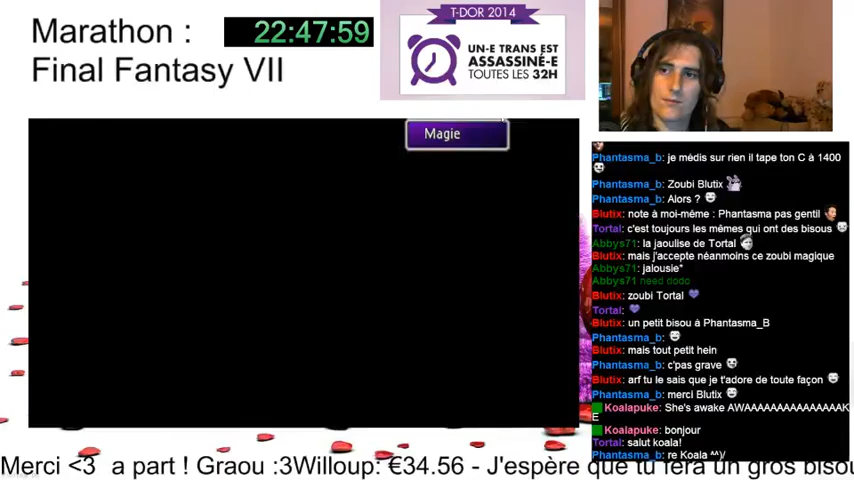 Marathon :
22:47:59
Final Fantasy VII
T-DOR 2014
UN-E TRANS EST
ASSASSINÉ-E
TOUTES LES 32H
Magie
Phantasma_b: je médis sur rien il tape ton C à 1400
Phantasma_b: Zoubi Blutix
Phantasma_b: Alors ?
Blutix: note à moi-même : Phantasma pas gentil
Tortal: c'est toujours les mêmes qui ont des bisous
Abbys71: la jaoulise de Tortal
Blutix: mais j'accepte néanmoins ce zoubi magique
Abbys71: jalousie*
Abbys71 need dodo
Blutix: zoubi Tortal
Tortal:
Blutix: un petit bisou à Phantasma_B
Phantasma_b:
Blutix: mais tout petit hein
Phantasma_b: c'pas grave
Blutix: arf tu le sais que je t'adore de toute façon
Phantasma_b: merci Blutix
Koalapuke: She's awake AWAAAAAAAAAAAAAAAK
E
Koalapuke: bonjour
Tortal: salut koala!
Phantasma_b: re Koala ^^)/
Merci <3 a part ! Graou :3Willoup: €34.56 - J'espère que tu fera un gros bisou